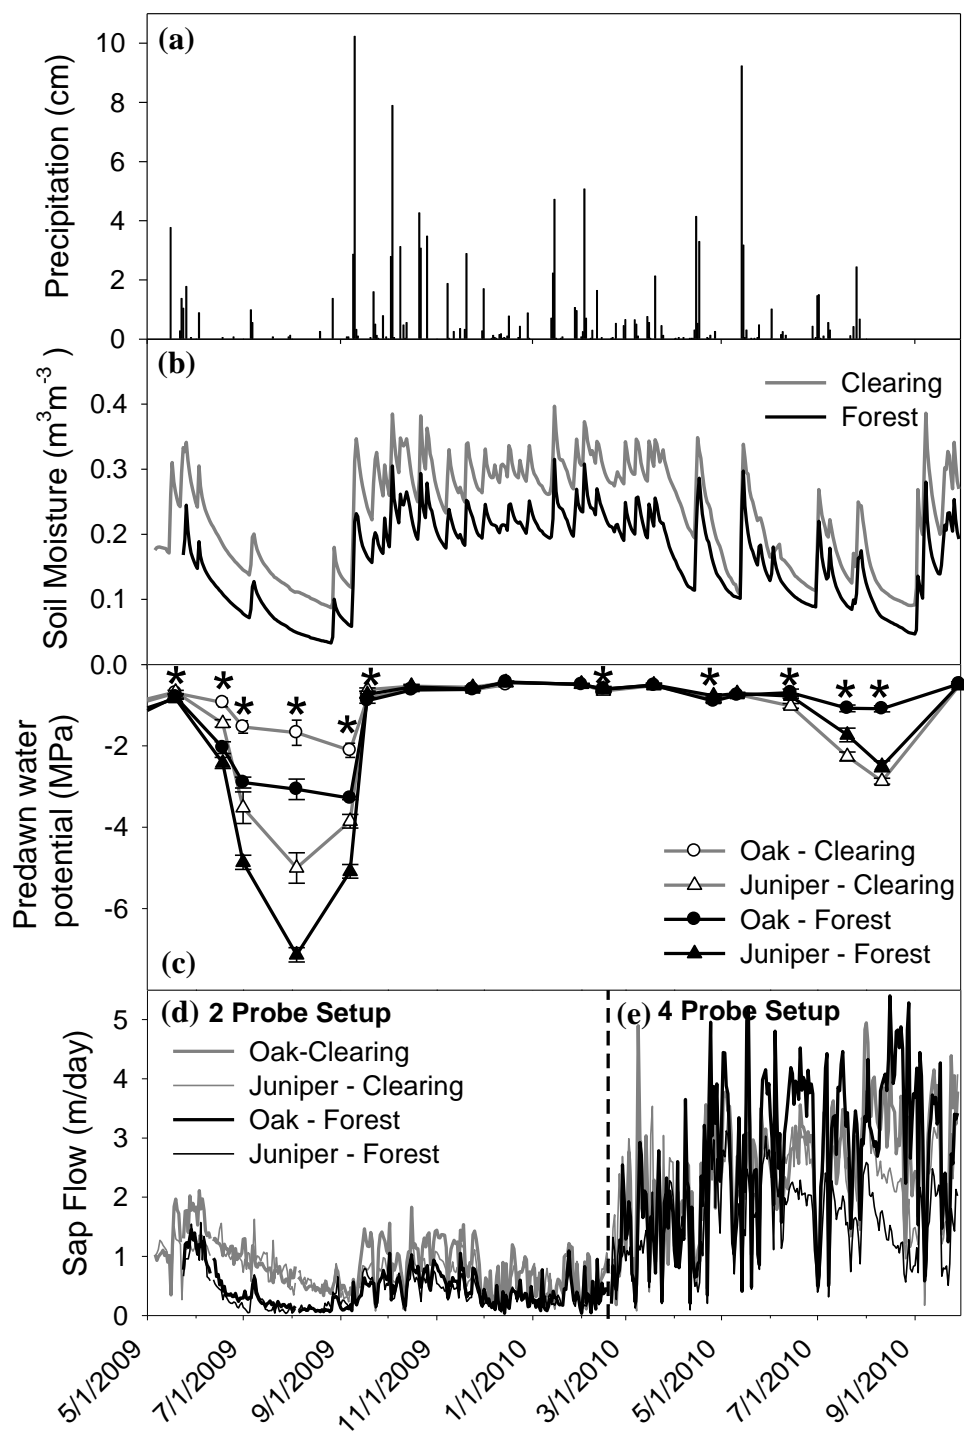 (a)
Precipitation (cm)
10
8
6
4
2
0
(b)
Soil Moisture (m³m⁻³ )
0.4
0.3
0.2
0.1
0.0
Clearing
Forest
* * * * * * * * * * *
Predawn water
potential (MPa)
-2
-4
-6
(c)
Oak - Clearing
Juniper - Clearing
Oak - Forest
Juniper - Forest
(d) 2 Probe Setup
(e) 4 Probe Setup
Sap Flow (m/day)
5
4
3
2
1
0
Oak-Clearing
Juniper - Clearing
Oak - Forest
Juniper - Forest
5/1/2009
7/1/2009
9/1/2009
11/1/2009
1/1/2010
3/1/2010
5/1/2010
7/1/2010
9/1/2010